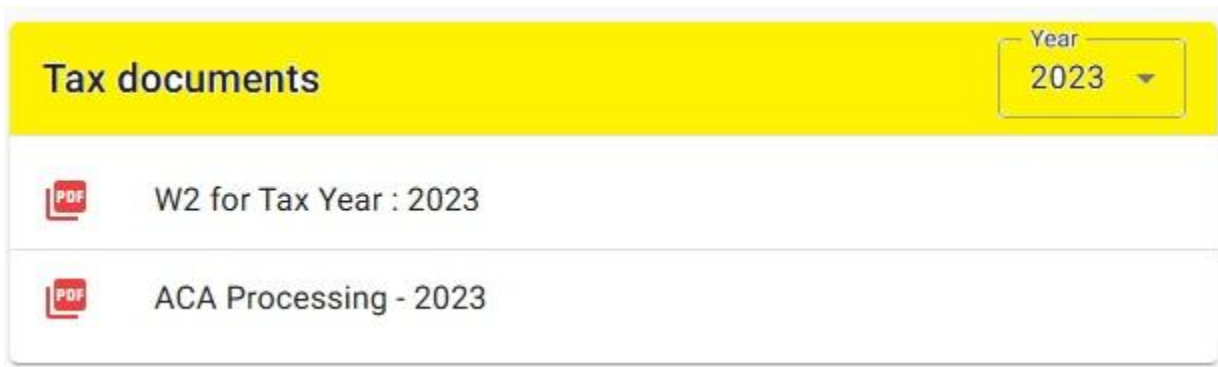 Tax documents
Year
2023
PDF
W2 for Tax Year : 2023
PDF
ACA Processing - 2023